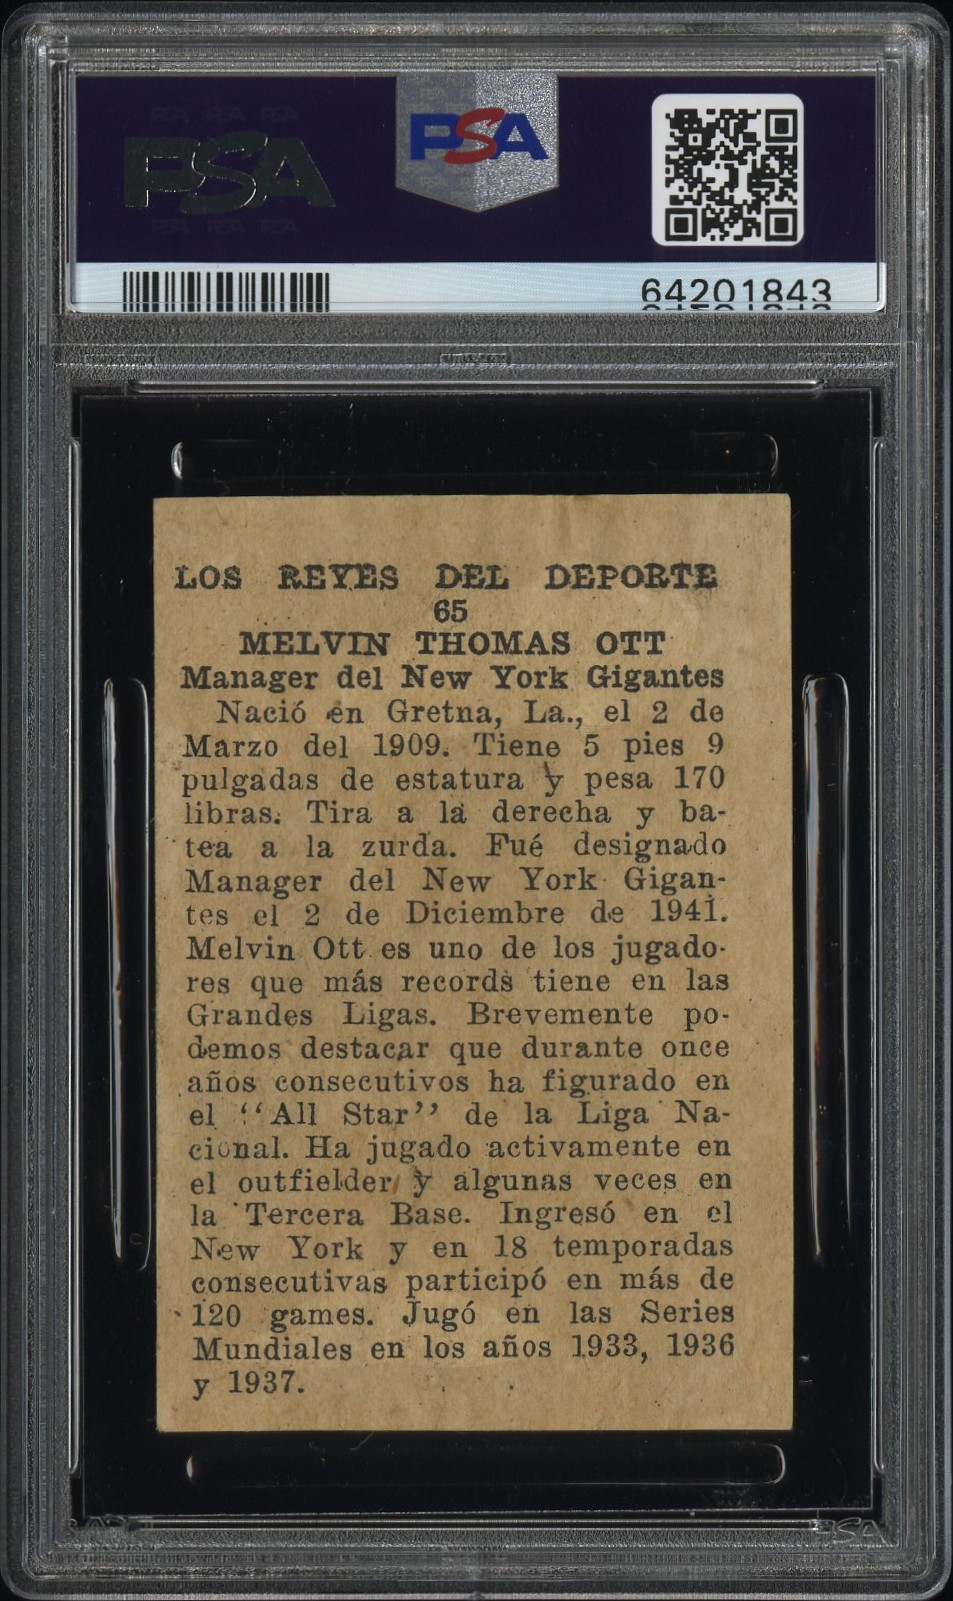 PSA
PSA
64201843
LOS REYES DEL DEPORTE
65
MELVIN THOMAS OTT
Manager del New York Gigantes
Nació en Gretna, La., el 2 de
Marzo del 1909. Tiene 5 pies 9
pulgadas de estatura y pesa 170
libras. Tira a la derecha y ba-
tea a la zurda. Fué designado
Manager del New York Gigan-
tes el 2 de Diciembre de 1941.
Melvin Ott es uno de los jugado-
res que más records tiene en las
Grandes Ligas. Brevemente po-
demos destacar que durante once
años consecutivos ha figurado en
el "All Star" de la Liga Na-
cional. Ha jugado activamente en
el outfielder y algunas veces en
la Tercera Base. Ingresó en el
New York y en 18 temporadas
consecutivas participó en más de
120 games. Jugó en las Series
Mundiales en los años 1933, 1936
y 1937.
PSA